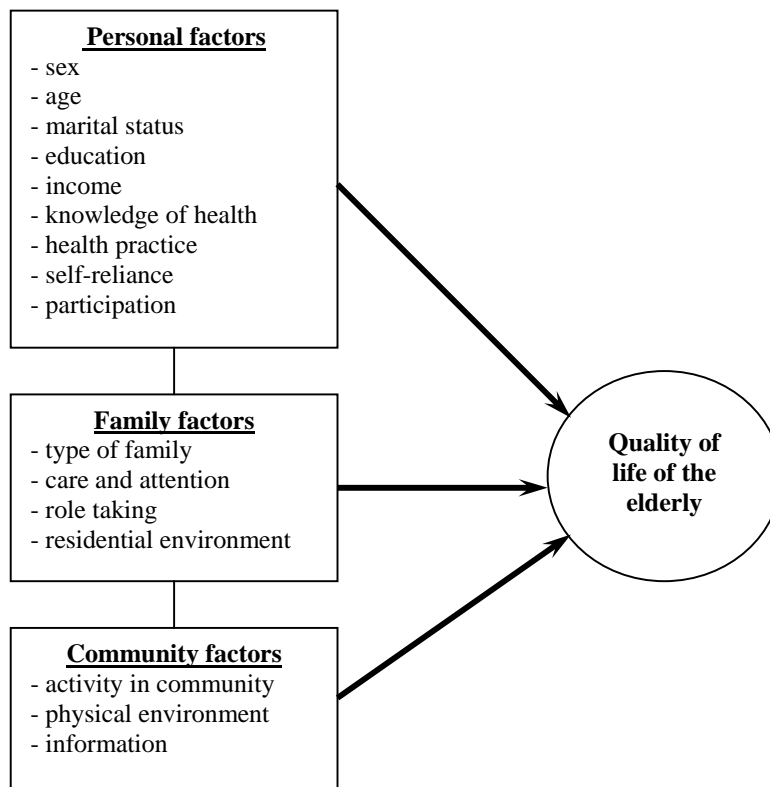 Personal factors
- sex
- age
- marital status
- education
- income
- knowledge of health
- health practice
- self-reliance
- participation
Family factors
- type of family
- care and attention
- role taking
- residential environment
Community factors
- activity in community
- physical environment
- information
Quality of
life of the
elderly